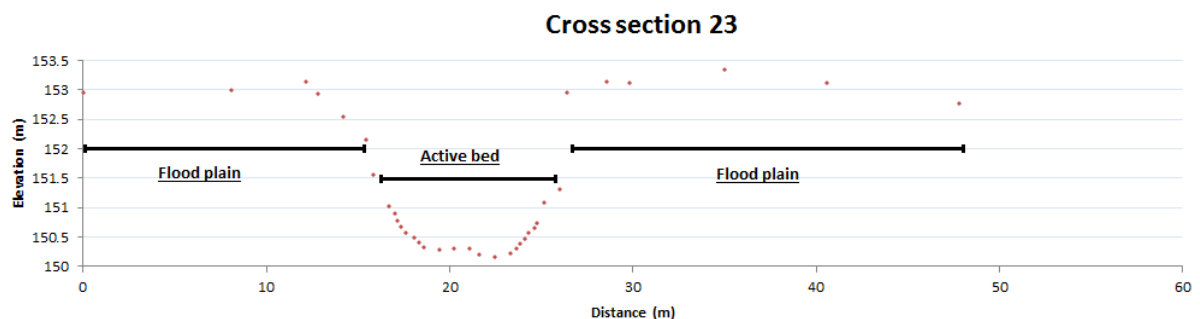 Cross section 23
153.5
153
152.5
152
151.5
151
150.5
150
Elevation (m)
Flood plain
Active bed
Flood plain
0
10
20
30
40
50
60
Distance (m)